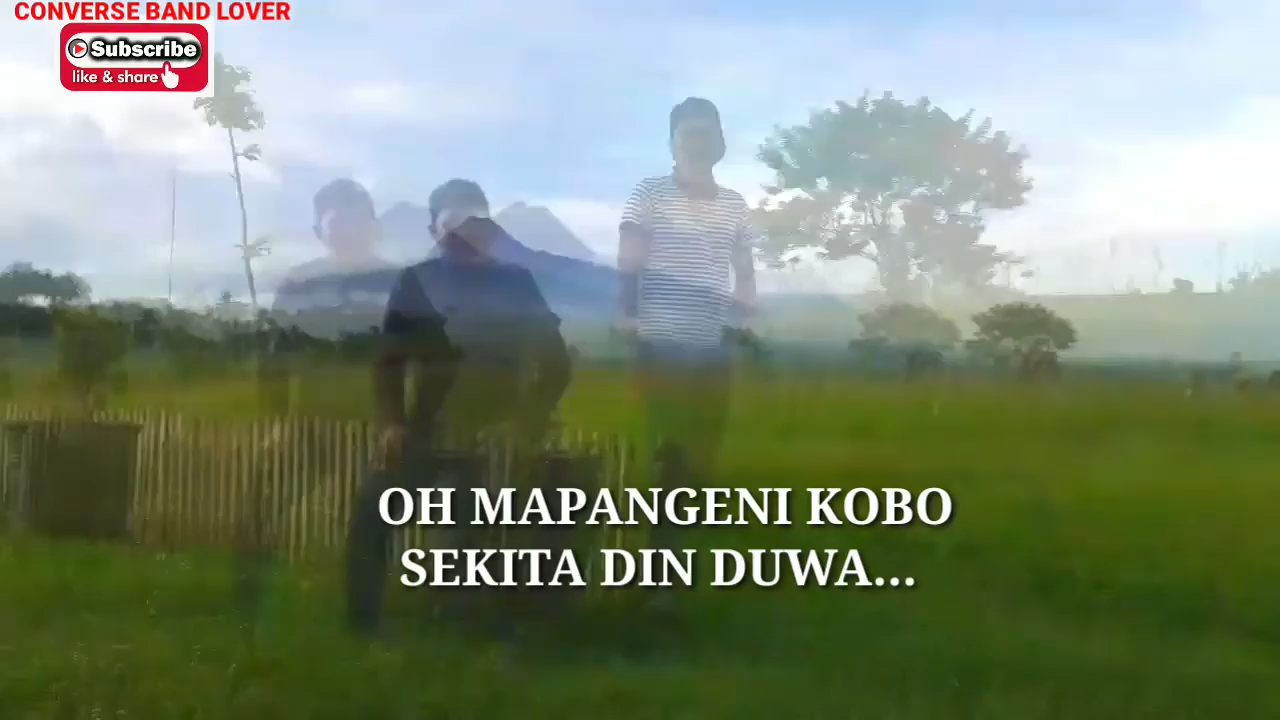 CONVERSE BAND LOVER
Subscribe
like & share
OH MAPANGENI KOBO
SEKITA DIN DUWA...